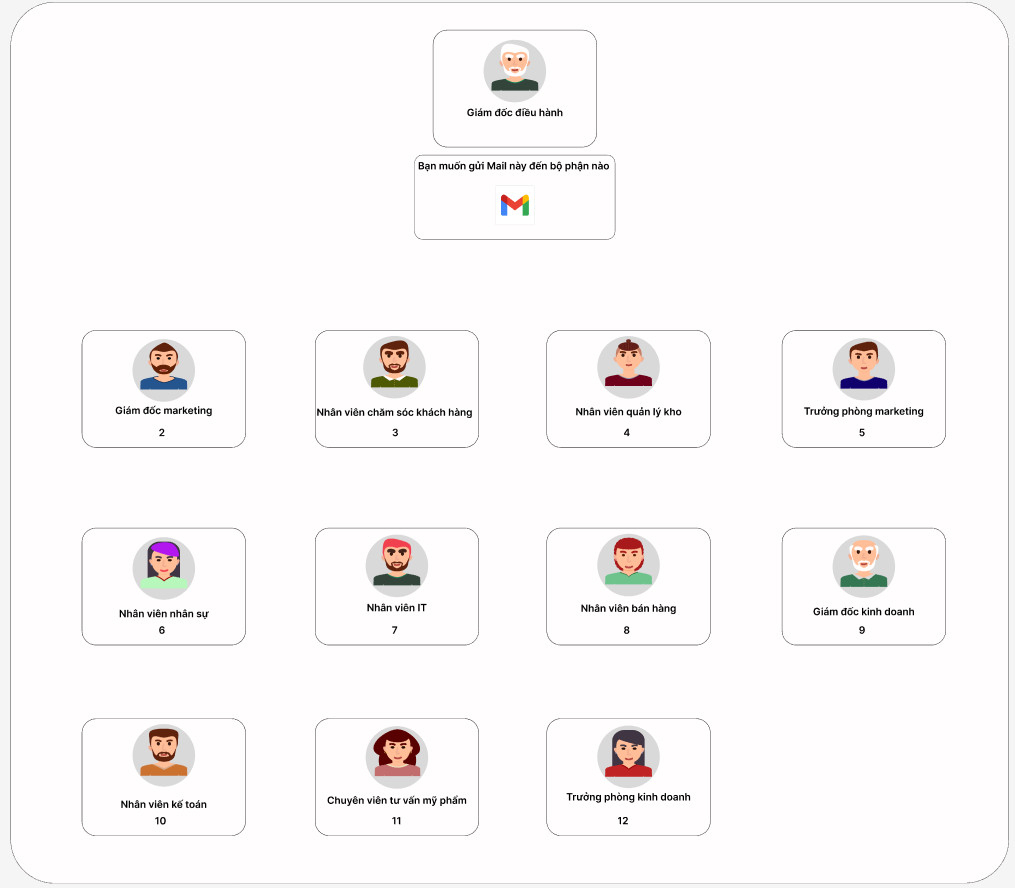 Giám đốc điều hành
Bạn muốn gửi Mail này đến bộ phận nào
Giám đốc marketing
2
Nhân viên chăm sóc khách hàng
3
Nhân viên quản lý kho
4
Trưởng phòng marketing
5
Nhân viên nhân sự
6
Nhân viên IT
7
Nhân viên bán hàng
8
Giám đốc kinh doanh
9
Nhân viên kế toán
10
Chuyên viên tư vấn mỹ phẩm
11
Trưởng phòng kinh doanh
12